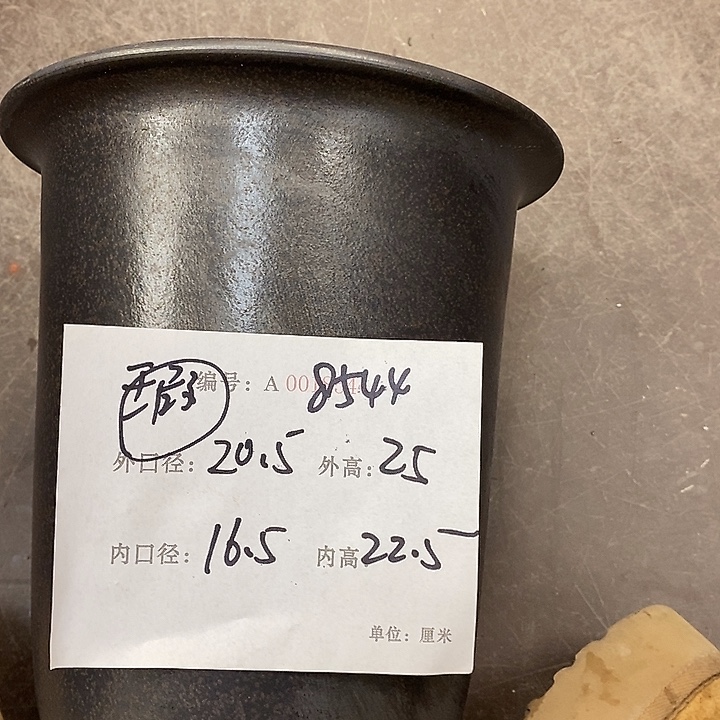 编号: A 8544
外口径: 20.5 外高: 25
内口径: 16.5 内高 22.5
单位: 厘米